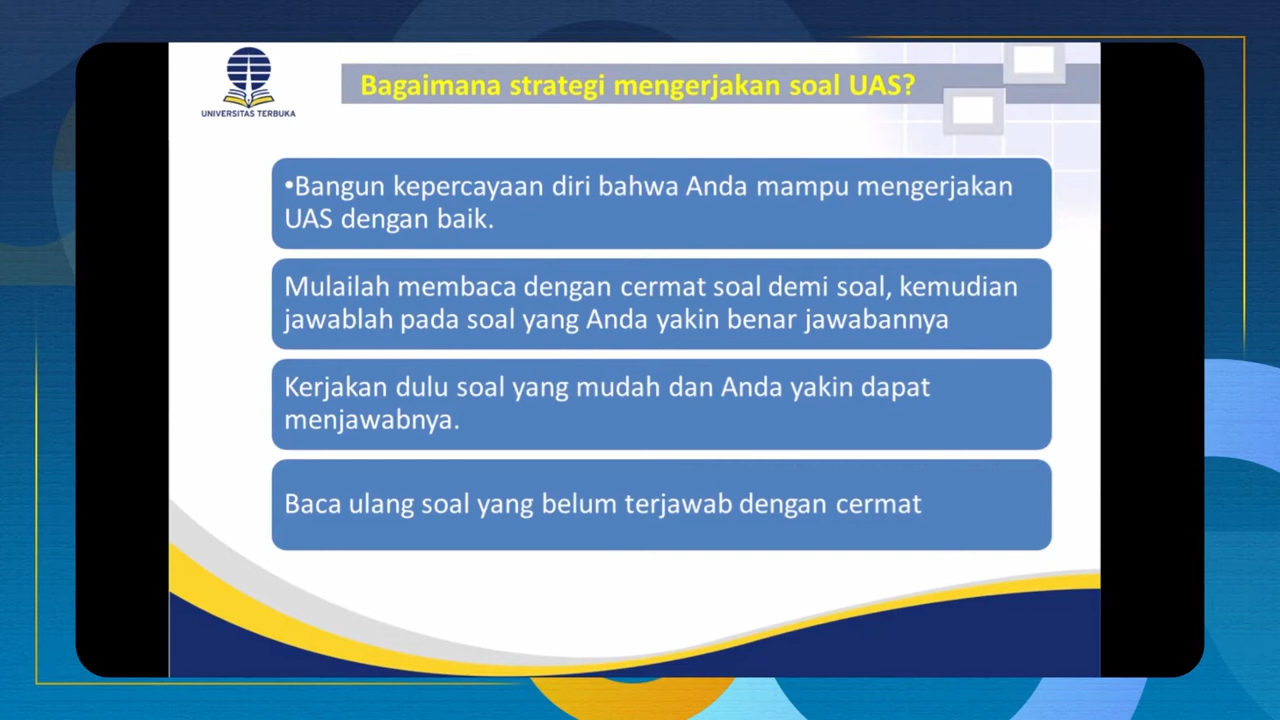 UNIVERSITAS TERBUKA
Bagaimana strategi mengerjakan soal UAS?
•Bangun kepercayaan diri bahwa Anda mampu mengerjakan
UAS dengan baik.
Mulailah membaca dengan cermat soal demi soal, kemudian
jawablah pada soal yang Anda yakin benar jawabannya
Kerjakan dulu soal yang mudah dan Anda yakin dapat
menjawabnya.
Baca ulang soal yang belum terjawab dengan cermat